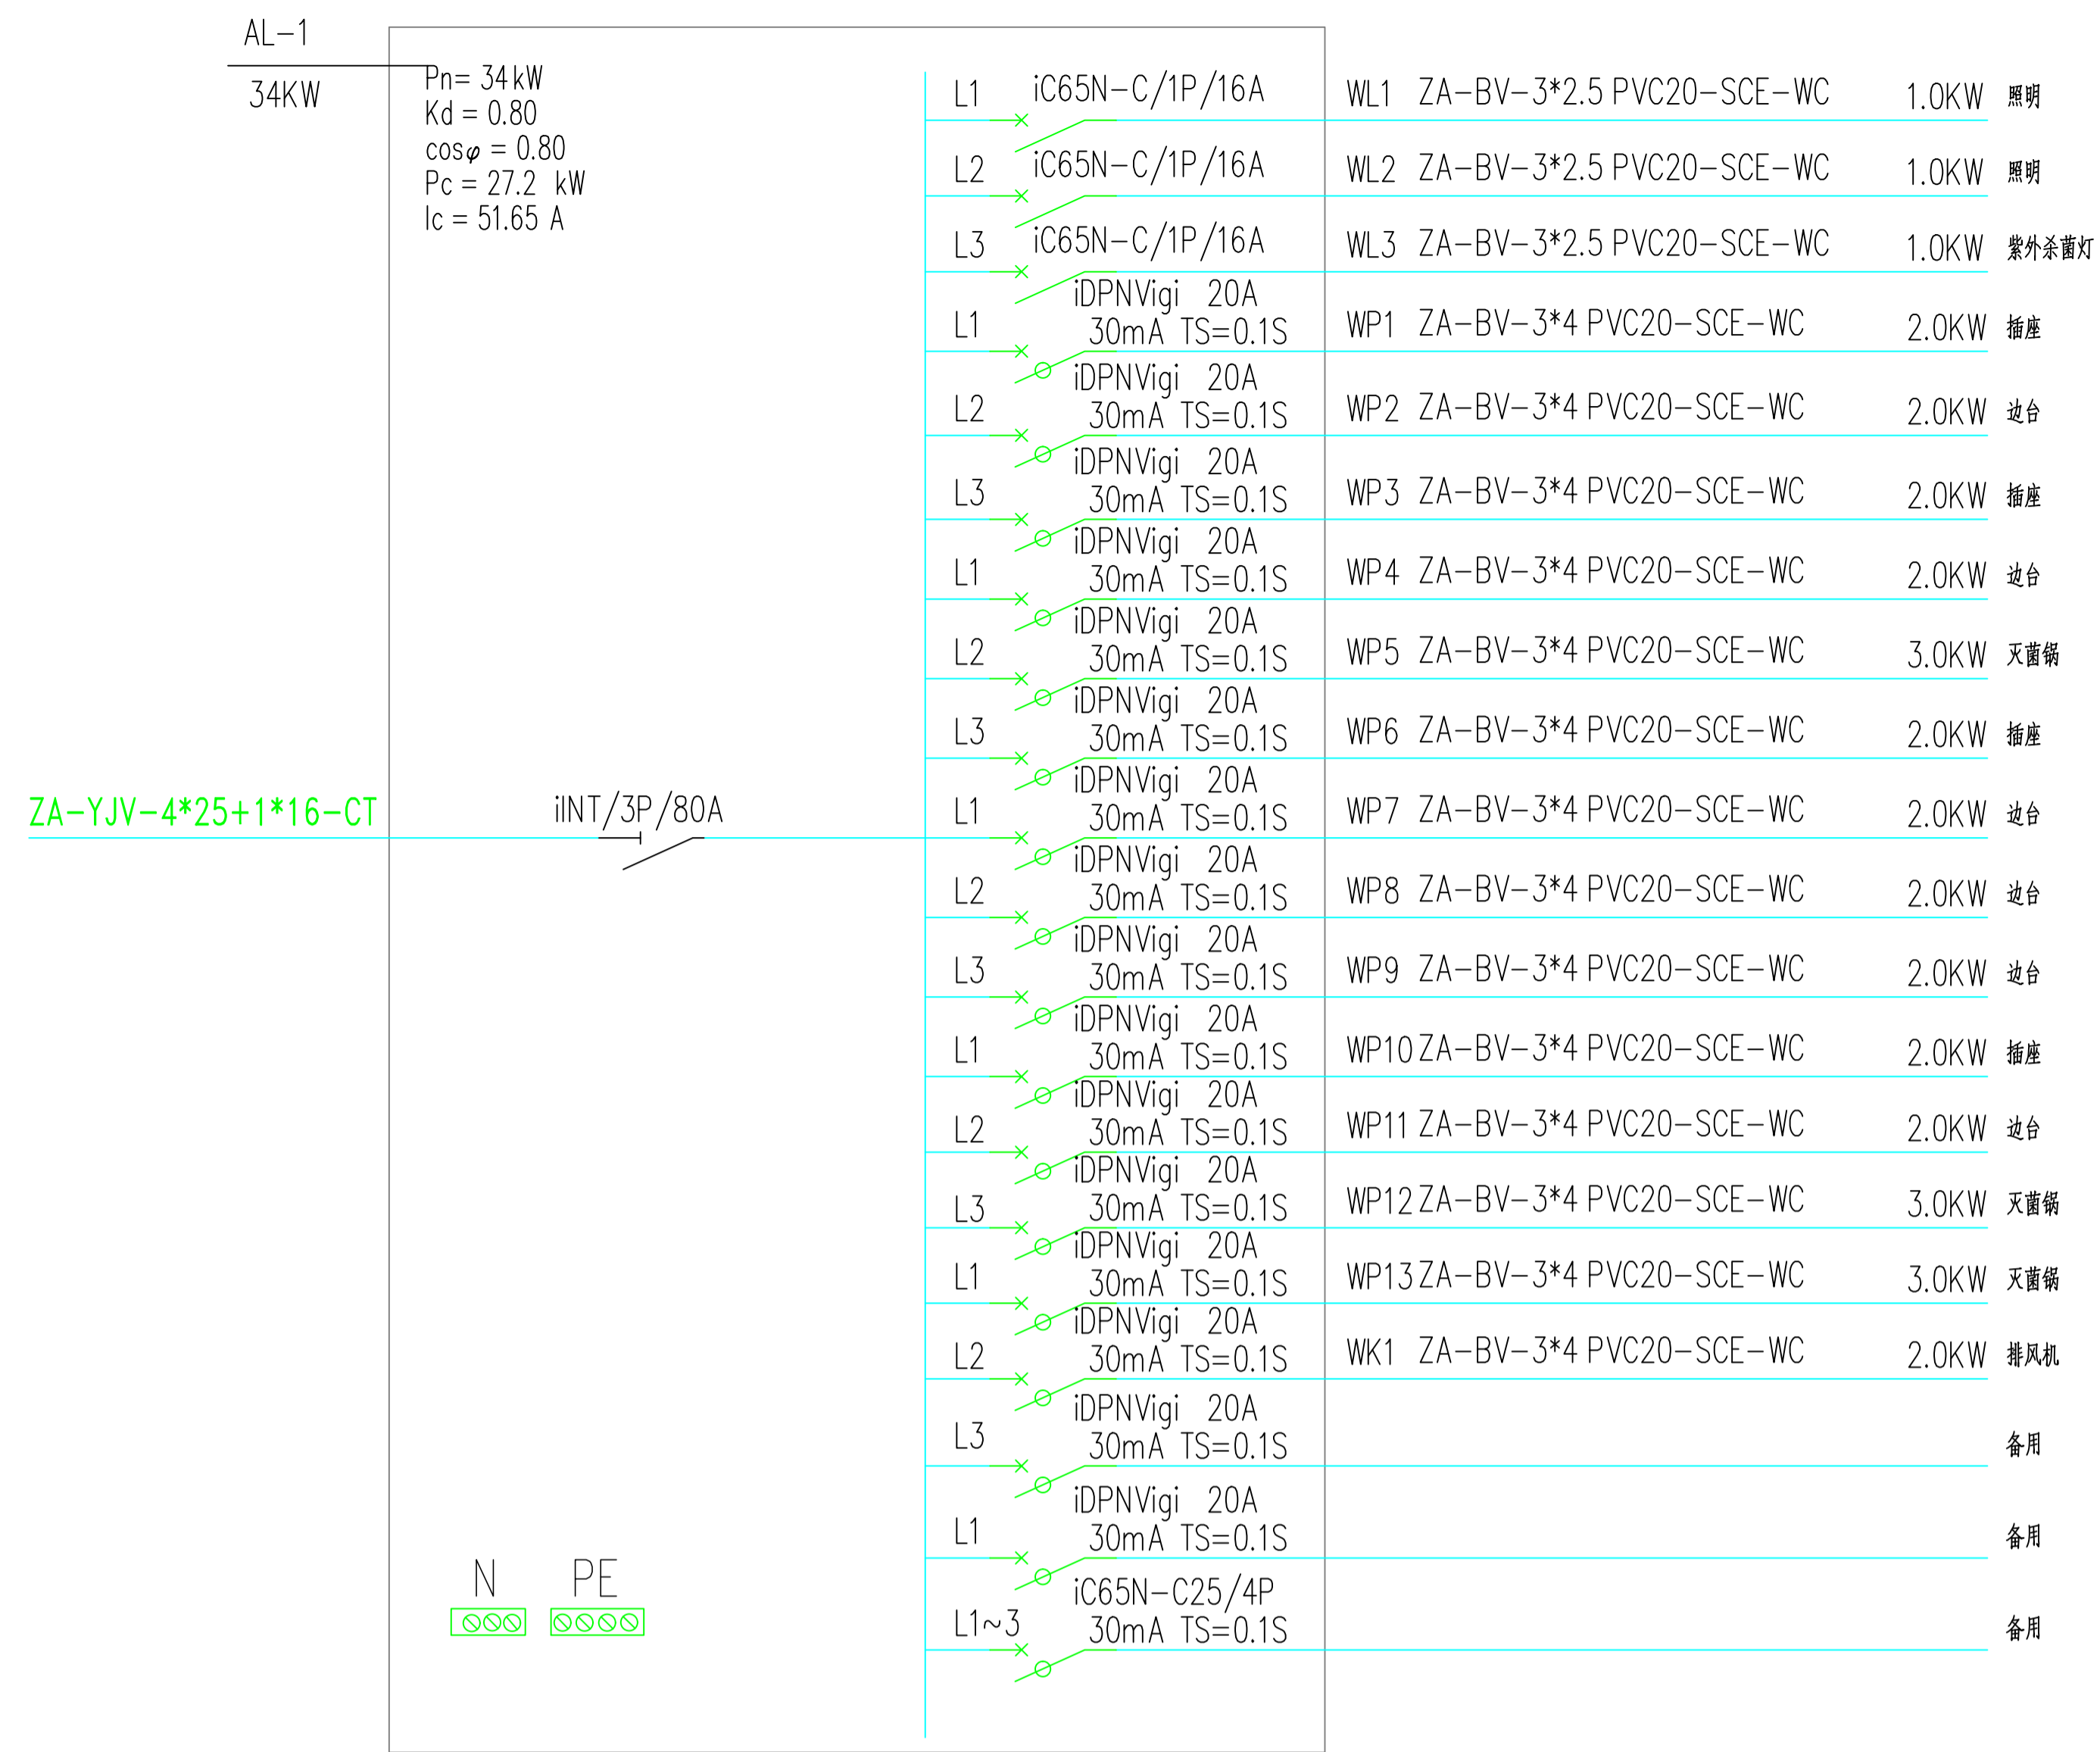 AL-1
34KW
Pn= 34kW
Kd = 0.80
cosφ = 0.80
Pc = 27.2 kW
Ic = 51.65 A
ZA-YJV-4*25+1*16-CT
iINT/3P/80A
N PE
L1 iC65N-C/1P/16A WL1 ZA-BV-3*2.5 PVC20-SCE-WC 1.0KW 照明
L2 iC65N-C/1P/16A WL2 ZA-BV-3*2.5 PVC20-SCE-WC 1.0KW 照明
L3 iC65N-C/1P/16A WL3 ZA-BV-3*2.5 PVC20-SCE-WC 1.0KW 紫外杀菌灯
iDPNVigi 20A
L1 30mA TS=0.1S WP1 ZA-BV-3*4 PVC20-SCE-WC 2.0KW 插座
iDPNVigi 20A
L2 30mA TS=0.1S WP2 ZA-BV-3*4 PVC20-SCE-WC 2.0KW 边台
iDPNVigi 20A
L3 30mA TS=0.1S WP3 ZA-BV-3*4 PVC20-SCE-WC 2.0KW 插座
iDPNVigi 20A
L1 30mA TS=0.1S WP4 ZA-BV-3*4 PVC20-SCE-WC 2.0KW 边台
iDPNVigi 20A
L2 30mA TS=0.1S WP5 ZA-BV-3*4 PVC20-SCE-WC 3.0KW 灭菌锅
iDPNVigi 20A
L3 30mA TS=0.1S WP6 ZA-BV-3*4 PVC20-SCE-WC 2.0KW 插座
iDPNVigi 20A
L1 30mA TS=0.1S WP7 ZA-BV-3*4 PVC20-SCE-WC 2.0KW 边台
iDPNVigi 20A
L2 30mA TS=0.1S WP8 ZA-BV-3*4 PVC20-SCE-WC 2.0KW 边台
iDPNVigi 20A
L3 30mA TS=0.1S WP9 ZA-BV-3*4 PVC20-SCE-WC 2.0KW 边台
iDPNVigi 20A
L1 30mA TS=0.1S WP10 ZA-BV-3*4 PVC20-SCE-WC 2.0KW 插座
iDPNVigi 20A
L2 30mA TS=0.1S WP11 ZA-BV-3*4 PVC20-SCE-WC 2.0KW 边台
iDPNVigi 20A
L3 30mA TS=0.1S WP12 ZA-BV-3*4 PVC20-SCE-WC 3.0KW 灭菌锅
iDPNVigi 20A
L1 30mA TS=0.1S WP13 ZA-BV-3*4 PVC20-SCE-WC 3.0KW 灭菌锅
iDPNVigi 20A
L2 30mA TS=0.1S WK1 ZA-BV-3*4 PVC20-SCE-WC 2.0KW 排风机
iDPNVigi 20A
L3 30mA TS=0.1S 备用
iDPNVigi 20A
L1 30mA TS=0.1S 备用
iC65N-C25/4P
L1~3 30mA TS=0.1S 备用